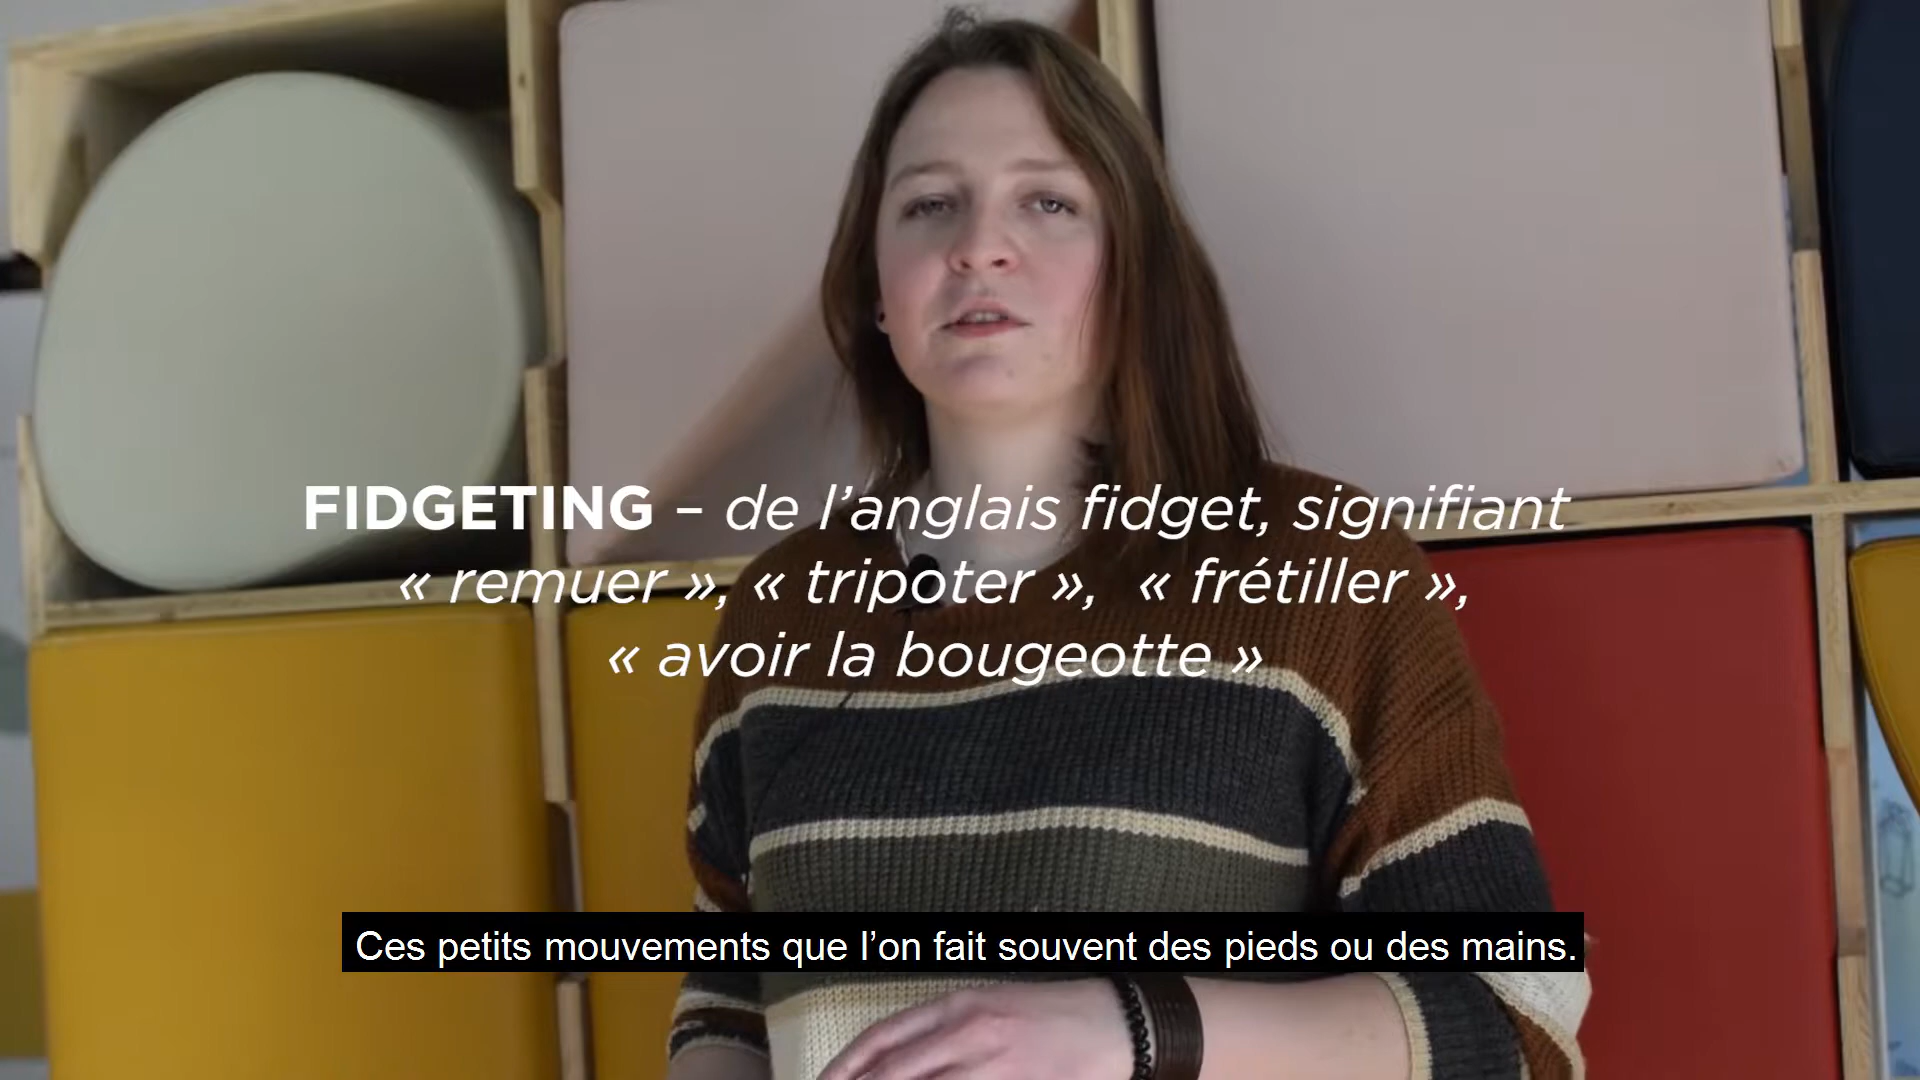 FIDGETING – de l’anglais fidget, signifiant
« remuer », « tripoter »,  « frétiller »,
« avoir la bougeotte »
Ces petits mouvements que l’on fait souvent des pieds ou des mains.